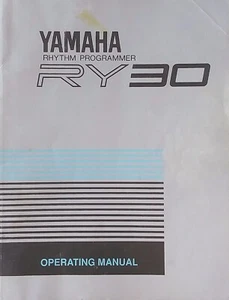 YAMAHA
RHYTHM PROGRAMMER
RY30
OPERATING MANUAL